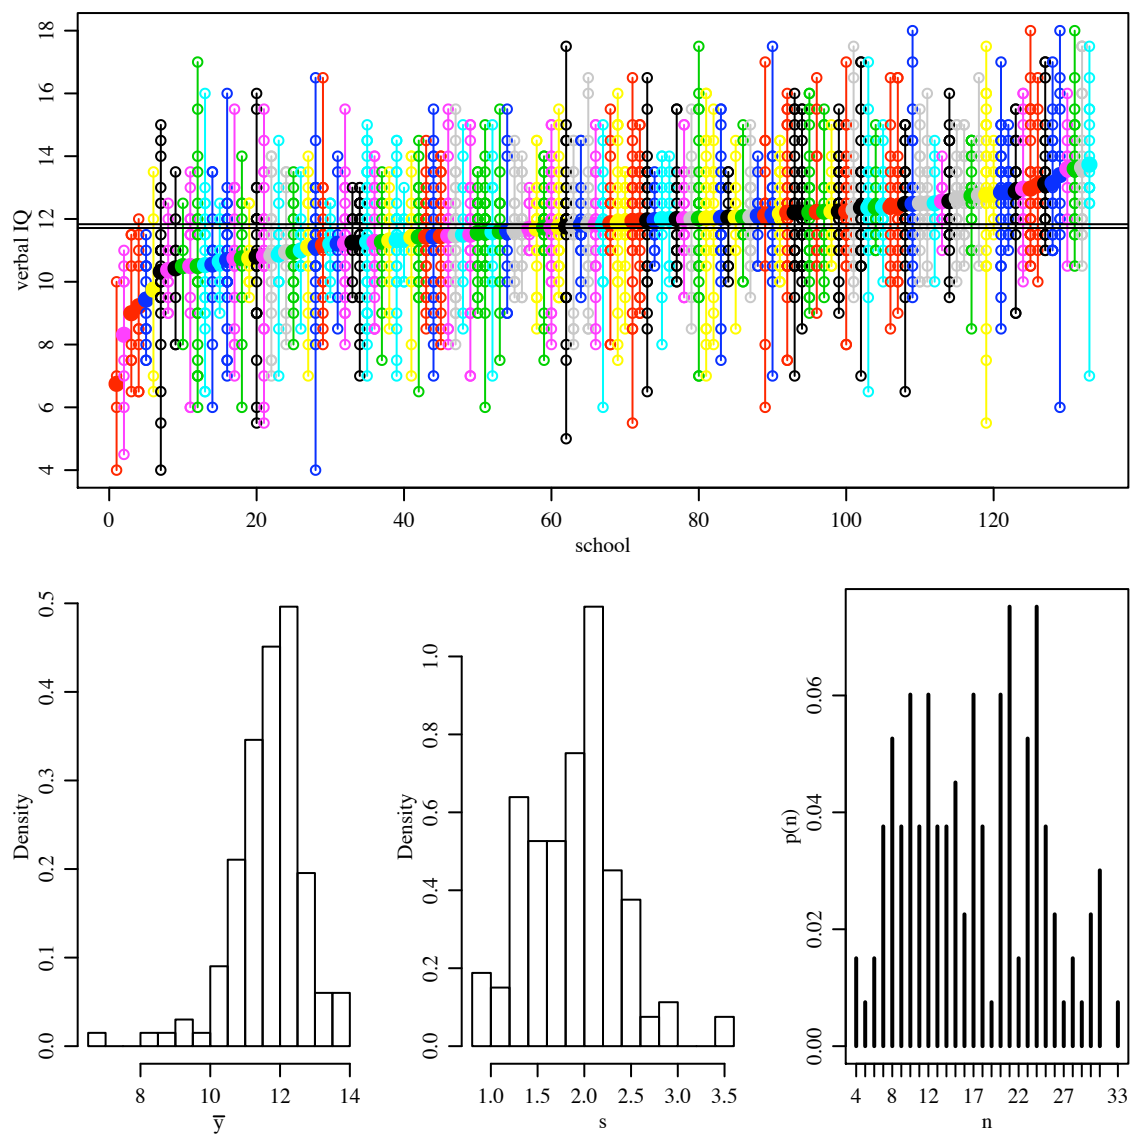 verbal IQ
4 6 8 10 12 14 16 18
0 20 40 60 80 100 120
school
Density
0.0 0.1 0.2 0.3 0.4 0.5
8 10 12 14
y̅
Density
0.0 0.2 0.4 0.6 0.8 1.0
1.0 1.5 2.0 2.5 3.0 3.5
s
p(n)
0.00 0.02 0.04 0.06
4 8 12 17 22 27 33
n